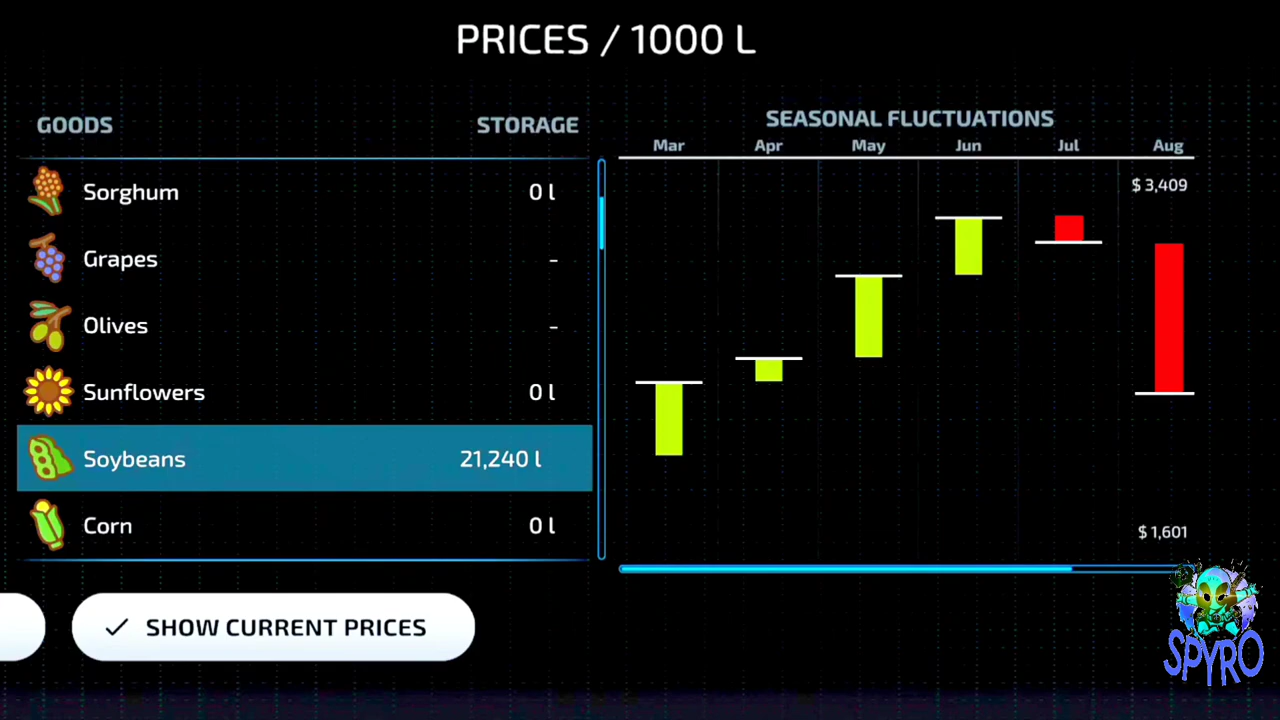 PRICES / 1000 L
GOODS STORAGE
Sorghum 0 l
Grapes -
Olives -
Sunflowers 0 l
Soybeans 21,240 l
Corn 0 l
SEASONAL FLUCTUATIONS
Mar Apr May Jun Jul Aug
$ 3,409
$ 1,601
SHOW CURRENT PRICES
SPYRO